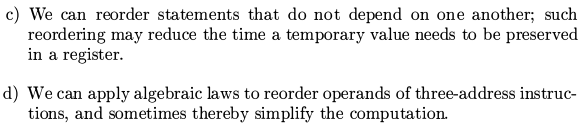 c) We can reorder statements that do not depend on one another; such
reordering may reduce the time a temporary value needs to be preserved
in a register.
d) We can apply algebraic laws to reorder operands of three-address instruc-
tions, and sometimes thereby simplify the computation.